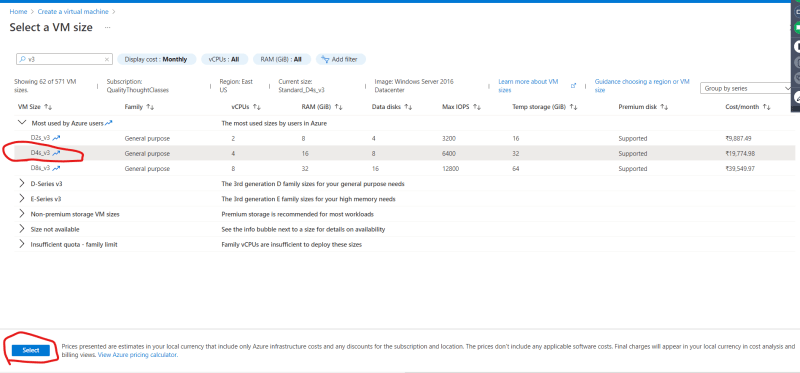 Home > Create a virtual machine >
Select a VM size ...
v3 ×
Display cost : Monthly
vCPUs : All
RAM (GiB) : All
Add filter
Showing 62 of 571 VM sizes.
Subscription: QualityThoughtClasses
Region: East US
Current size: Standard_D4s_v3
Image: Windows Server 2016 Datacenter
Learn more about VM sizes
Guidance choosing a region or VM size
Group by series
VM Size ↑↓ Family ↑↓ vCPUs ↑↓ RAM (GiB) ↑↓ Data disks ↑↓ Max IOPS ↑↓ Temp storage (GiB) ↑↓ Premium disk ↑↓ Cost/month ↑↓
Most used by Azure users The most used sizes by users in Azure
D2s_v3 General purpose 2 8 4 3200 16 Supported ₹9,887.49
D4s_v3 General purpose 4 16 8 6400 32 Supported ₹19,774.98
D8s_v3 General purpose 8 32 16 12800 64 Supported ₹39,549.97
D-Series v3 The 3rd generation D family sizes for your general purpose needs
E-Series v3 The 3rd generation E family sizes for your high memory needs
Non-premium storage VM sizes Premium storage is recommended for most workloads
Size not available See the info bubble next to a size for details on availability
Insufficient quota - family limit Family vCPUs are insufficient to deploy these sizes
Select
Prices presented are estimates in your local currency that include only Azure infrastructure costs and any discounts for the subscription and location. The prices don't include any applicable software costs. Final charges will appear in your local currency in cost analysis and
billing views. View Azure pricing calculator.